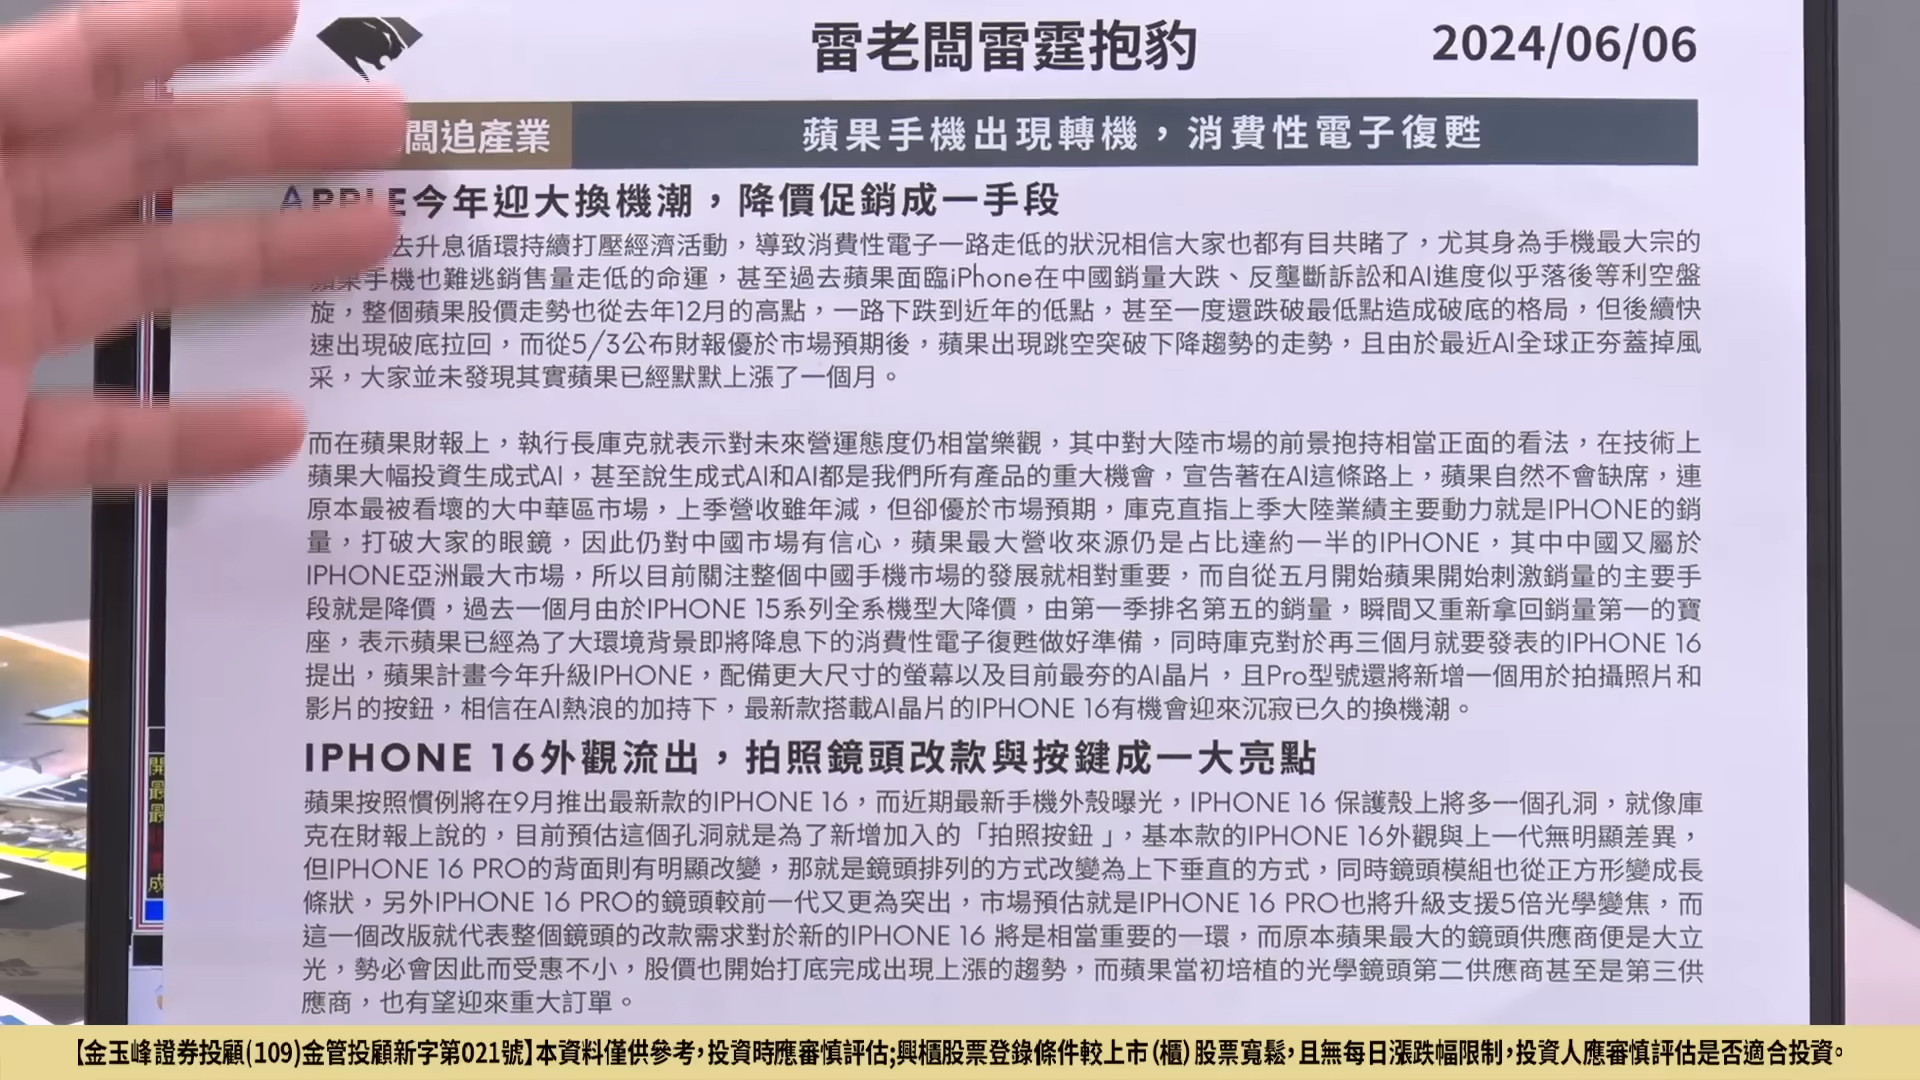 雷老闆雷霆抱豹
2024/06/06
闆追產業
蘋果手機出現轉機，消費性電子復甦
APPLE今年迎大換機潮，降價促銷成一手段
去升息循環持續打壓經濟活動，導致消費性電子一路走低的狀況相信大家也都有目共睹了，尤其身為手機最大宗的
蘋果手機也難逃銷售量走低的命運，甚至過去蘋果面臨iPhone在中國銷量大跌、反壟斷訴訟和AI進度似乎落後等利空盤
旋，整個蘋果股價走勢也從去年12月的高點，一路下跌到近年的低點，甚至一度還跌破最低點造成破底的格局，但後續快
速出現破底拉回，而從5/3公布財報優於市場預期後，蘋果出現跳空突破下降趨勢的走勢，且由於最近AI全球正夯蓋掉風
采，大家並未發現其實蘋果已經默默上漲了一個月。
而在蘋果財報上，執行長庫克就表示對未來營運態度仍相當樂觀，其中對大陸市場的前景抱持相當正面的看法，在技術上
蘋果大幅投資生成式AI，甚至說生成式AI和AI都是我們所有產品的重大機會，宣告著在AI這條路上，蘋果自然不會缺席，連
原本最被看壞的大中華區市場，上季營收雖年減，但卻優於市場預期，庫克直指上季大陸業績主要動力就是IPHONE的銷
量，打破大家的眼鏡，因此仍對中國市場有信心，蘋果最大營收來源仍是占比達約一半的IPHONE，其中中國又屬於
IPHONE亞洲最大市場，所以目前關注整個中國手機市場的發展就相對重要，而自從五月開始蘋果開始刺激銷量的主要手
段就是降價，過去一個月由於IPHONE 15系列全系機型大降價，由第一季排名第五的銷量，瞬間又重新拿回銷量第一的寶
座，表示蘋果已經為了大環境背景即將降息下的消費性電子復甦做好準備，同時庫克對於再三個月就要發表的IPHONE 16
提出，蘋果計畫今年升級IPHONE，配備更大尺寸的螢幕以及目前最夯的AI晶片，且Pro型號還將新增一個用於拍攝照片和
影片的按鈕，相信在AI熱浪的加持下，最新款搭載AI晶片的IPHONE 16有機會迎來沉寂已久的換機潮。
IPHONE 16外觀流出，拍照鏡頭改款與按鍵成一大亮點
蘋果按照慣例將在9月推出最新款的IPHONE 16，而近期最新手機外殼曝光，IPHONE 16 保護殼上將多一個孔洞，就像庫
克在財報上說的，目前預估這個孔洞就是為了新增加入的「拍照按鈕 」，基本款的IPHONE 16外觀與上一代無明顯差異，
但IPHONE 16 PRO的背面則有明顯改變，那就是鏡頭排列的方式改變為上下垂直的方式，同時鏡頭模組也從正方形變成長
條狀，另外IPHONE 16 PRO的鏡頭較前一代又更為突出，市場預估就是IPHONE 16 PRO也將升級支援5倍光學變焦，而
這一個改版就代表整個鏡頭的改款需求對於新的IPHONE 16 將是相當重要的一環，而原本蘋果最大的鏡頭供應商便是大立
光，勢必會因此而受惠不小，股價也開始打底完成出現上漲的趨勢，而蘋果當初培植的光學鏡頭第二供應商甚至是第三供
應商，也有望迎來重大訂單。
【金玉峰證券投顧(109)金管投顧新字第021號】本資料僅供參考，投資時應審慎評估；興櫃股票登錄條件較上市（櫃）股票寬鬆，且無每日漲跌幅限制，投資人應審慎評估是否適合投資。